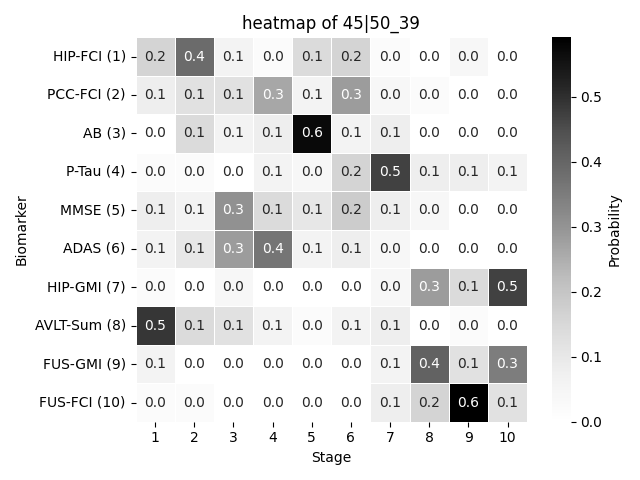 heatmap of 45|50_39
HIP-FCI (1) 0.2 0.4 0.1 0.0 0.1 0.2 0.0 0.0 0.0 0.0
PCC-FCI (2) 0.1 0.1 0.1 0.3 0.1 0.3 0.0 0.0 0.0 0.0
AB (3) 0.0 0.1 0.1 0.1 0.6 0.1 0.1 0.0 0.0 0.0
P-Tau (4) 0.0 0.0 0.0 0.1 0.0 0.2 0.5 0.1 0.1 0.1
MMSE (5) 0.1 0.1 0.3 0.1 0.1 0.2 0.1 0.0 0.0 0.0
ADAS (6) 0.1 0.1 0.3 0.4 0.1 0.1 0.0 0.0 0.0 0.0
HIP-GMI (7) 0.0 0.0 0.0 0.0 0.0 0.0 0.0 0.3 0.1 0.5
AVLT-Sum (8) 0.5 0.1 0.1 0.1 0.0 0.1 0.1 0.0 0.0 0.0
FUS-GMI (9) 0.1 0.0 0.0 0.0 0.0 0.0 0.1 0.4 0.1 0.3
FUS-FCI (10) 0.0 0.0 0.0 0.0 0.0 0.0 0.1 0.2 0.6 0.1
1 2 3 4 5 6 7 8 9 10
Stage
Biomarker
0.5
0.4
0.3
0.2
0.1
0.0
Probability